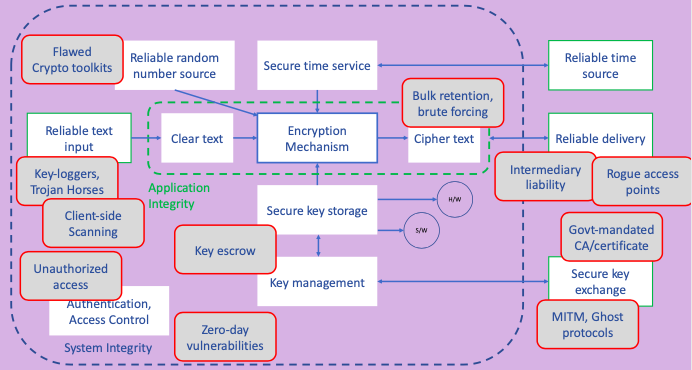 Flawed
Crypto toolkits
Reliable random
number source
Secure time service
Reliable time
source
Bulk retention,
brute forcing
Reliable text
input
Clear text
Encryption
Mechanism
Cipher text
Reliable delivery
Key-loggers,
Trojan Horses
Application
Integrity
Intermediary
liability
Rogue access
points
Client-side
Scanning
Secure key storage
H/W
S/W
Govt-mandated
CA/certificate
Key escrow
Unauthorized
access
Key management
Secure key
exchange
Authentication,
Access Control
Zero-day
vulnerabilities
MITM, Ghost
protocols
System Integrity